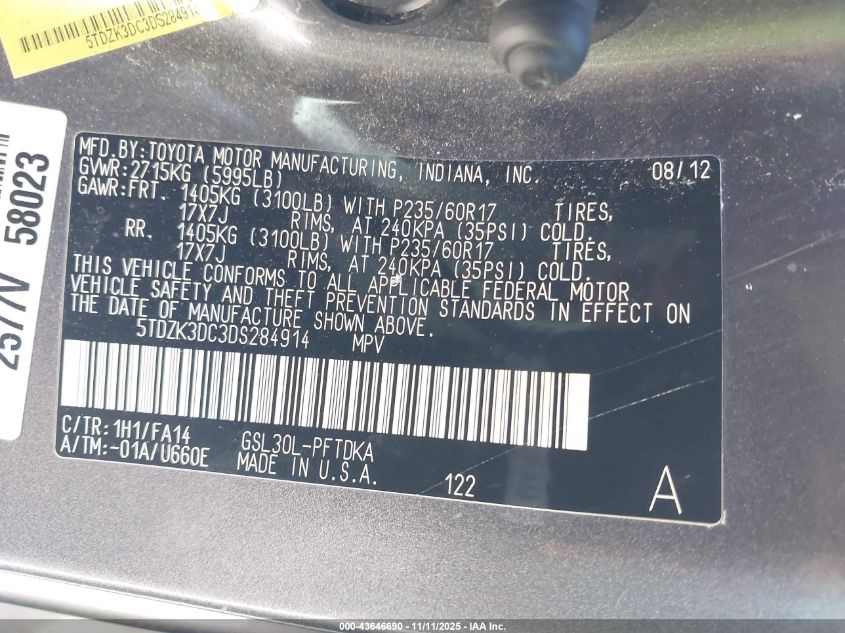 5TDZK3DC3DS284914
2577V 58023
MFD.BY:TOYOTA MOTOR MANUFACTURING, INDIANA, INC. 08/12
GVWR:2715KG (5995LB)
GAWR:FRT. 1405KG (3100LB) WITH P235/60R17 TIRES,
17X7J RIMS, AT 240KPA (35PSI) COLD.
RR. 1405KG (3100LB) WITH P235/60R17 TIRES,
17X7J RIMS, AT 240KPA (35PSI) COLD.
THIS VEHICLE CONFORMS TO ALL APPLICABLE FEDERAL MOTOR
VEHICLE SAFETY AND THEFT PREVENTION STANDARDS IN EFFECT ON
THE DATE OF MANUFACTURE SHOWN ABOVE.
5TDZK3DC3DS284914 MPV
C/TR:1H1/FA14 GSL30L-PFTDKA
A/TM:-01A/U660E MADE IN U.S.A.
122 A
000-43646690 - 11/11/2025 - IAA Inc.